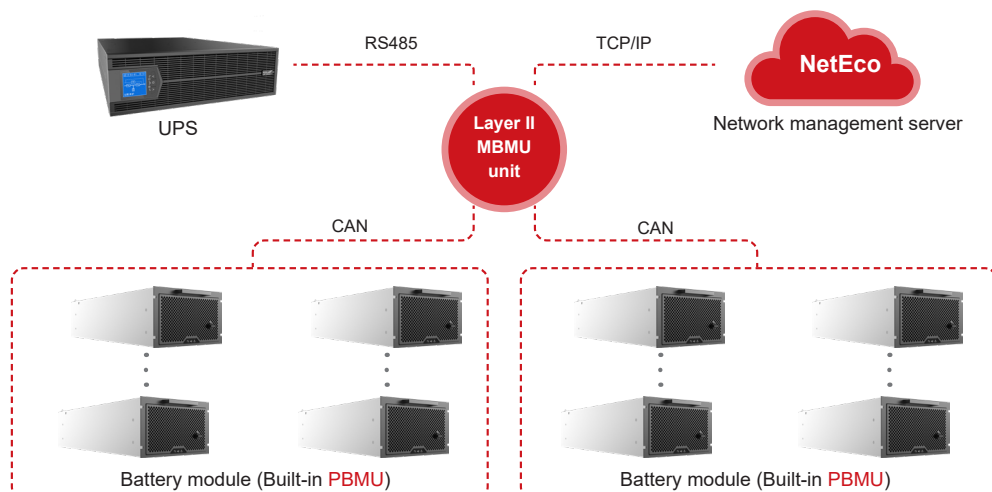 RS485
TCP/IP
NetEco
UPS
Network management server
Layer II
MBMU
unit
CAN
CAN
Battery module (Built-in PBMU)
Battery module (Built-in PBMU)